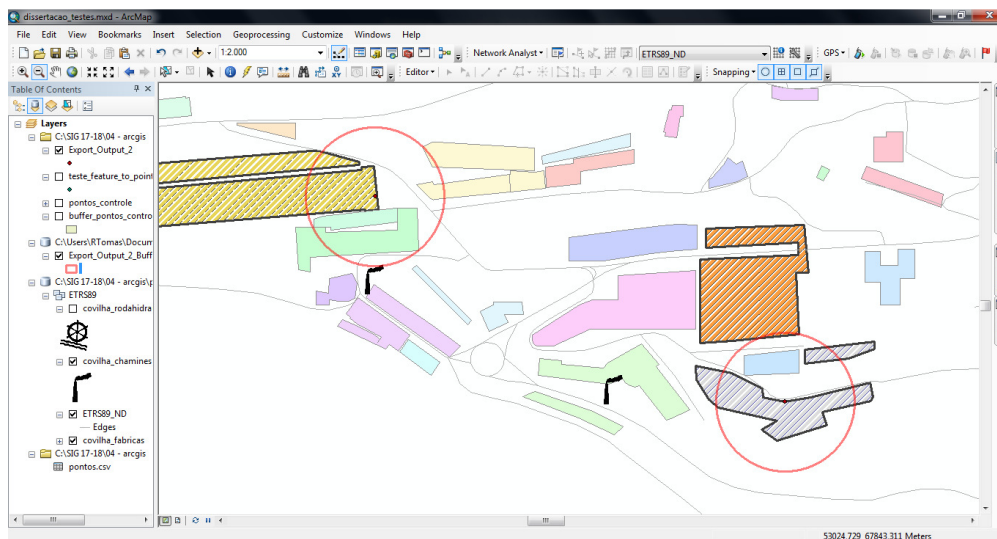 dissertacao_testes.mxd - ArcMap
File Edit View Bookmarks Insert Selection Geoprocessing Customize Windows Help
1:2.000 Network Analyst ETRS89_ND GPS
Editor Snapping
Table Of Contents
Layers
C:\SIG 17-18\04 - arcgis
Export_Output_2
teste_feature_to_point
pontos_controle
buffer_pontos_contro
C:\Users\RTomas\Docum
Export_Output_2_Buff
C:\SIG 17-18\04 - arcgis\p
ETRS89
covilha_rodahidra
covilha_chamines
ETRS89_ND
Edges
covilha_fabricas
C:\SIG 17-18\04 - arcgis
pontos.csv
53024,729 67843,311 Meters